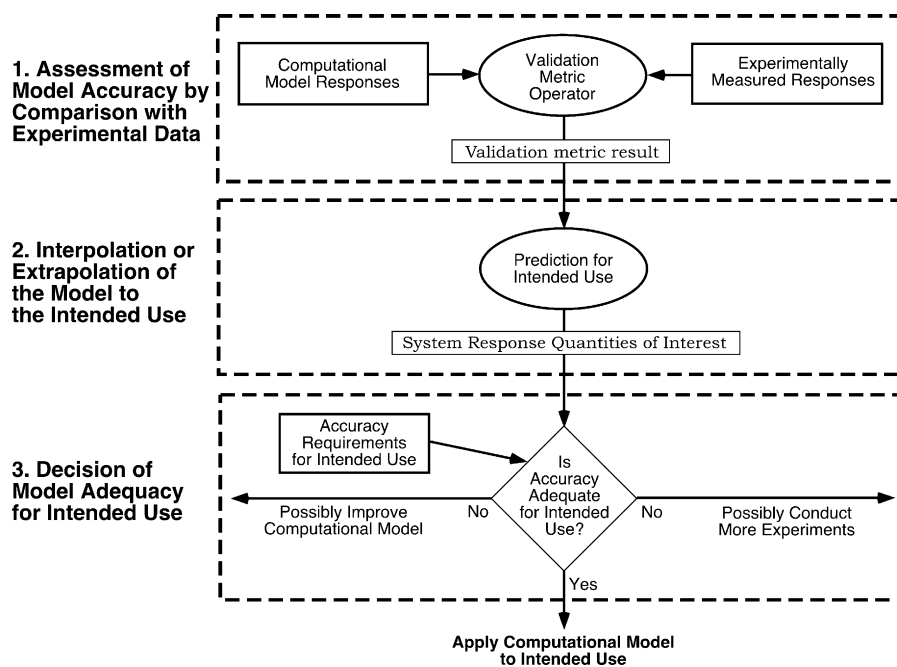 1. Assessment of
Model Accuracy by
Comparison with
Experimental Data
Computational
Model Responses
Validation
Metric
Operator
Experimentally
Measured Responses
Validation metric result
2. Interpolation or
Extrapolation of
the Model to
the Intended Use
Prediction for
Intended Use
System Response Quantities of Interest
3. Decision of
Model Adequacy
for Intended Use
Accuracy
Requirements
for Intended Use
Is
Accuracy
Adequate
for Intended
Use?
No
Possibly Improve
Computational Model
No
Possibly Conduct
More Experiments
Yes
Apply Computational Model
to Intended Use